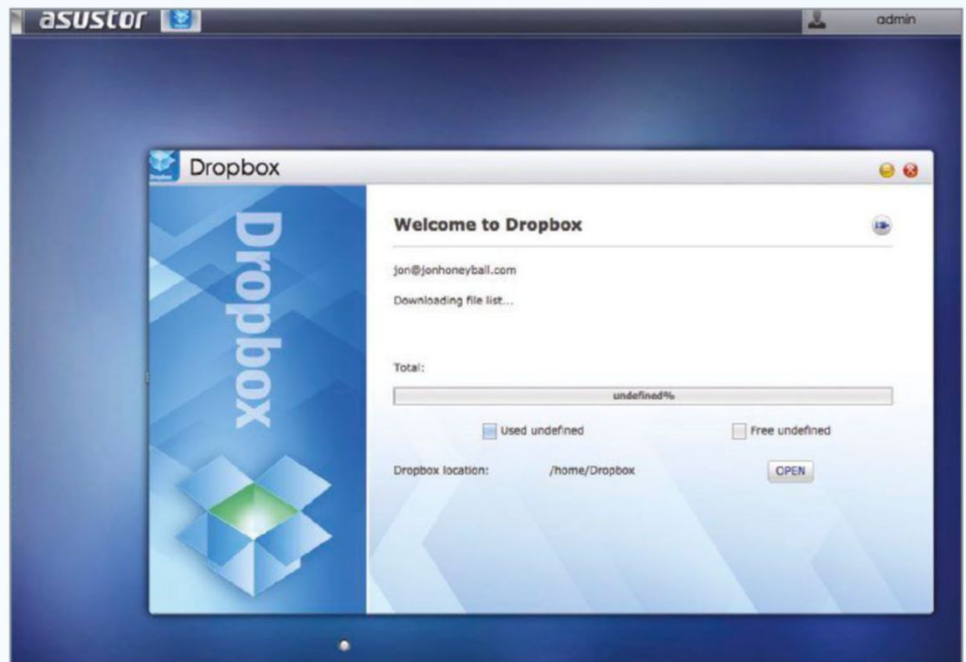 asustor
admin
Dropbox
Dropbox
Welcome to Dropbox
jon@jonhoneyball.com
Downloading file list...
Total:
undefined%
Used undefined
Free undefined
Dropbox location:
/home/Dropbox
OPEN
Dropbox